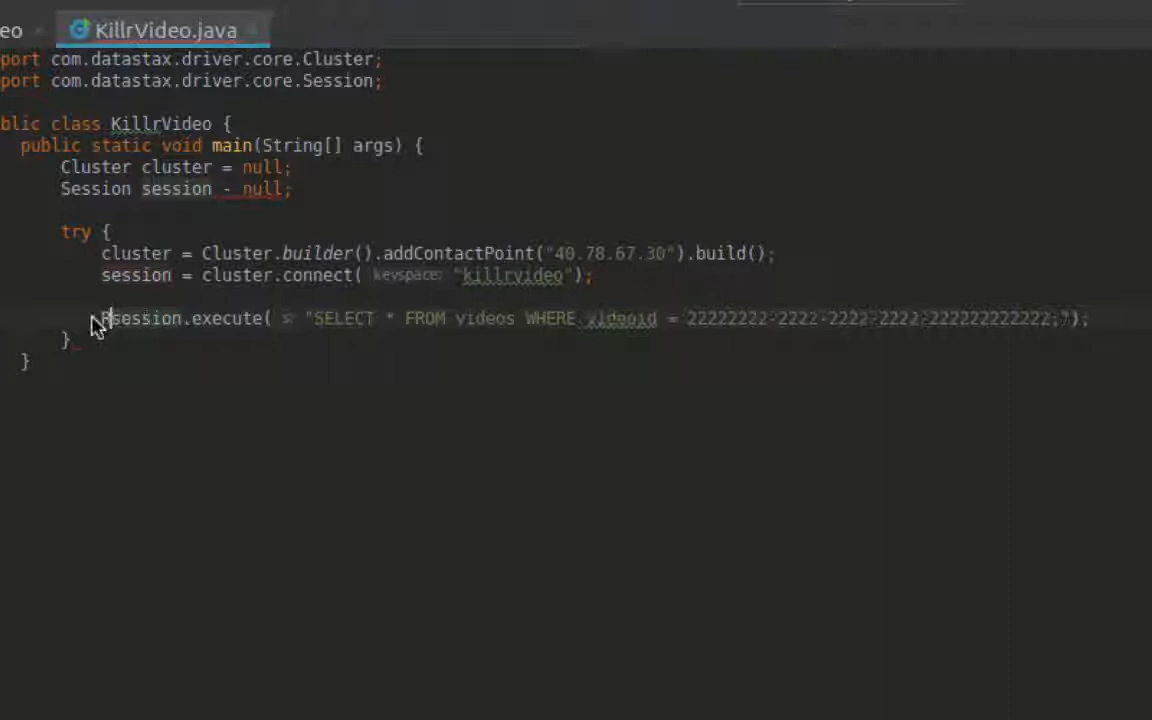 eo KillrVideo.java
port com.datastax.driver.core.Cluster;
port com.datastax.driver.core.Session;
blic class KillrVideo {
public static void main(String[] args) {
Cluster cluster = null;
Session session - null;
try {
cluster = Cluster.builder().addContactPoint("40.78.67.30").build();
session = cluster.connect( keyspace: "killrvideo");
Rsession.execute( s: "SELECT * FROM videos WHERE videoid = 22222222-2222-2222-2222-222222222222;");
}
}